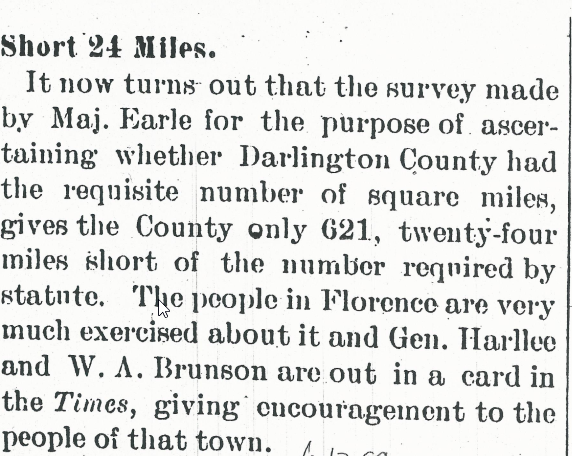 Short 24 Miles.
It now turns out that the survey made
by Maj. Earle for the purpose of ascer-
taining whether Darlington County had
the requisite number of square miles,
gives the County only 621, twenty-four
miles short of the number required by
statute. The people in Florence are very
much exercised about it and Gen. Harllee
and W. A. Brunson are out in a card in
the Times, giving encouragement to the
people of that town.